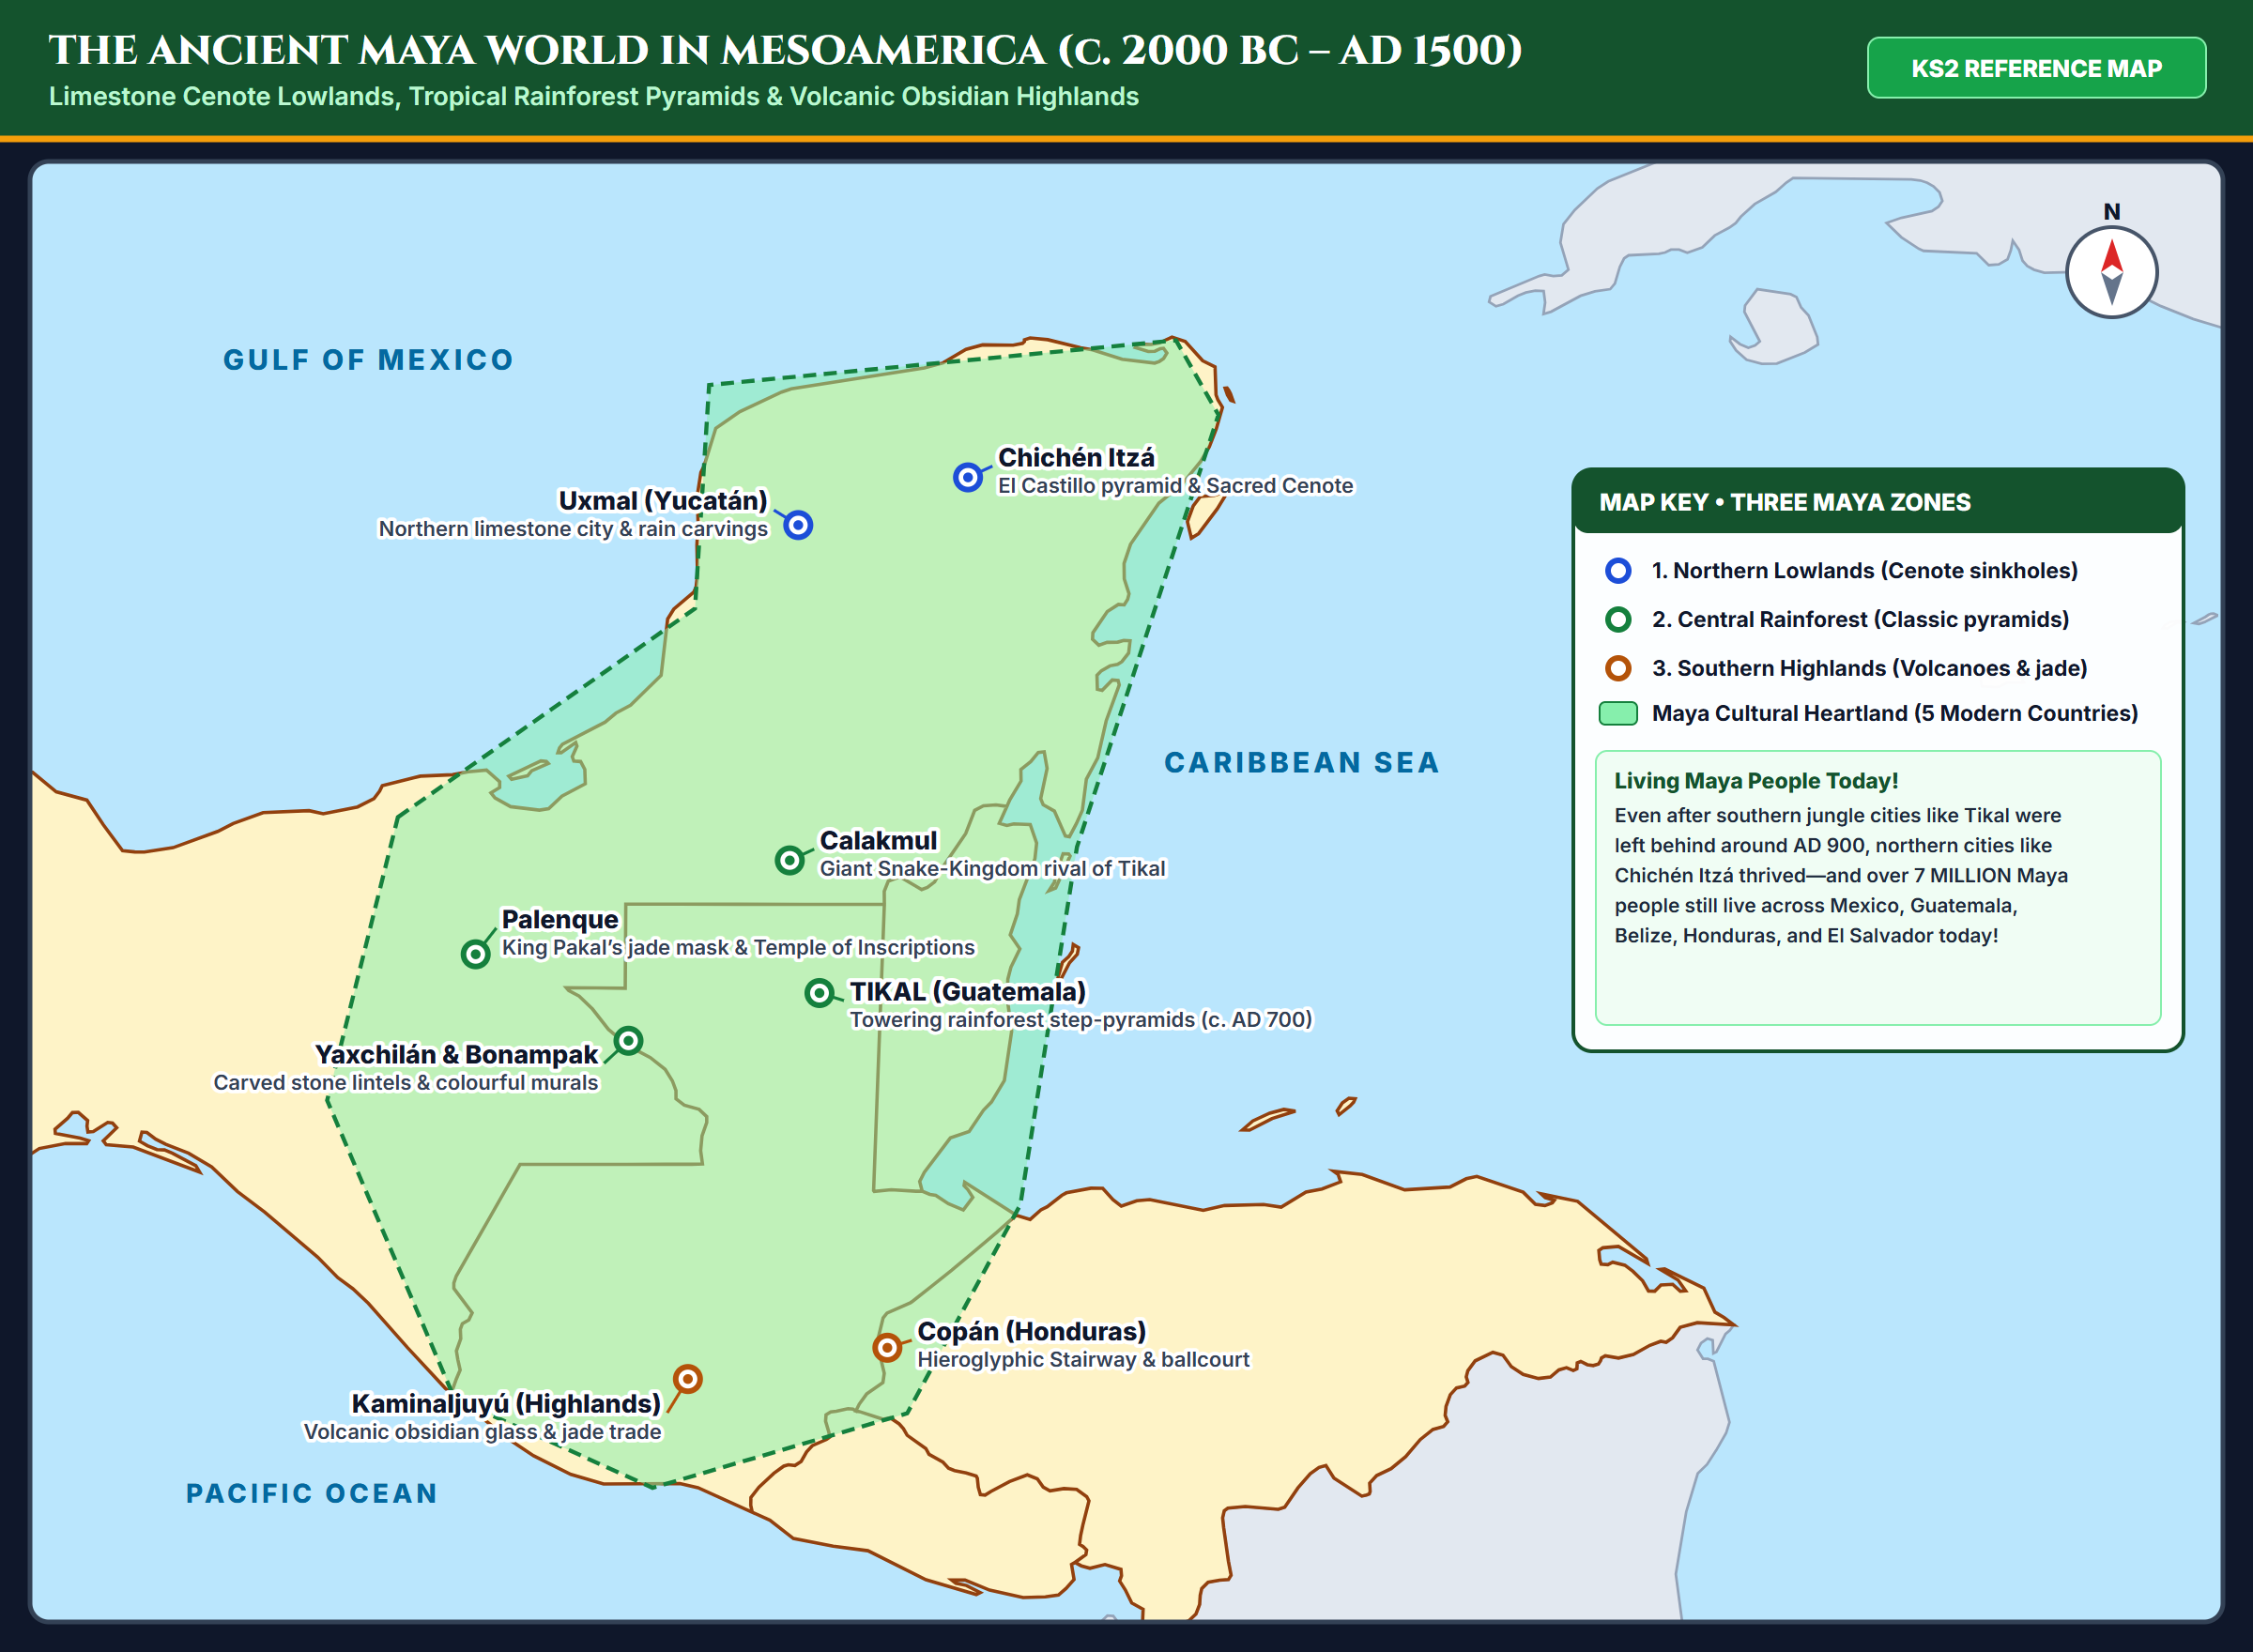 THE ANCIENT MAYA WORLD IN MESOAMERICA (C. 2000 BC – AD 1500)
Limestone Cenote Lowlands, Tropical Rainforest Pyramids & Volcanic Obsidian Highlands
KS2 REFERENCE MAP
N
GULF OF MEXICO
Chichén Itzá
El Castillo pyramid & Sacred Cenote
Uxmal (Yucatán)
Northern limestone city & rain carvings
MAP KEY • THREE MAYA ZONES
1. Northern Lowlands (Cenote sinkholes)
2. Central Rainforest (Classic pyramids)
3. Southern Highlands (Volcanoes & jade)
Maya Cultural Heartland (5 Modern Countries)
Living Maya People Today!
Even after southern jungle cities like Tikal were
left behind around AD 900, northern cities like
Chichén Itzá thrived—and over 7 MILLION Maya
people still live across Mexico, Guatemala,
Belize, Honduras, and El Salvador today!
CARIBBEAN SEA
Calakmul
Giant Snake-Kingdom rival of Tikal
Palenque
King Pakal’s jade mask & Temple of Inscriptions
TIKAL (Guatemala)
Towering rainforest step-pyramids (c. AD 700)
Yaxchilán & Bonampak
Carved stone lintels & colourful murals
Copán (Honduras)
Hieroglyphic Stairway & ballcourt
Kaminaljuyú (Highlands)
Volcanic obsidian glass & jade trade
PACIFIC OCEAN